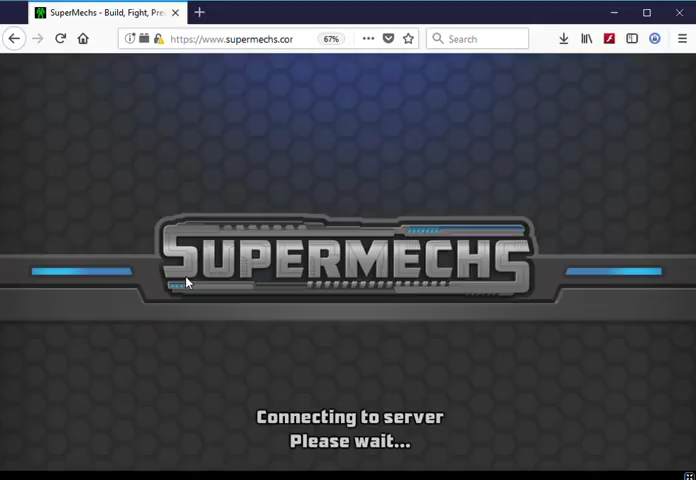 SuperMechs - Build, Fight, Pre
https://www.supermechs.cor
67%
Search
SUPERMECHS
Connecting to server
Please wait...